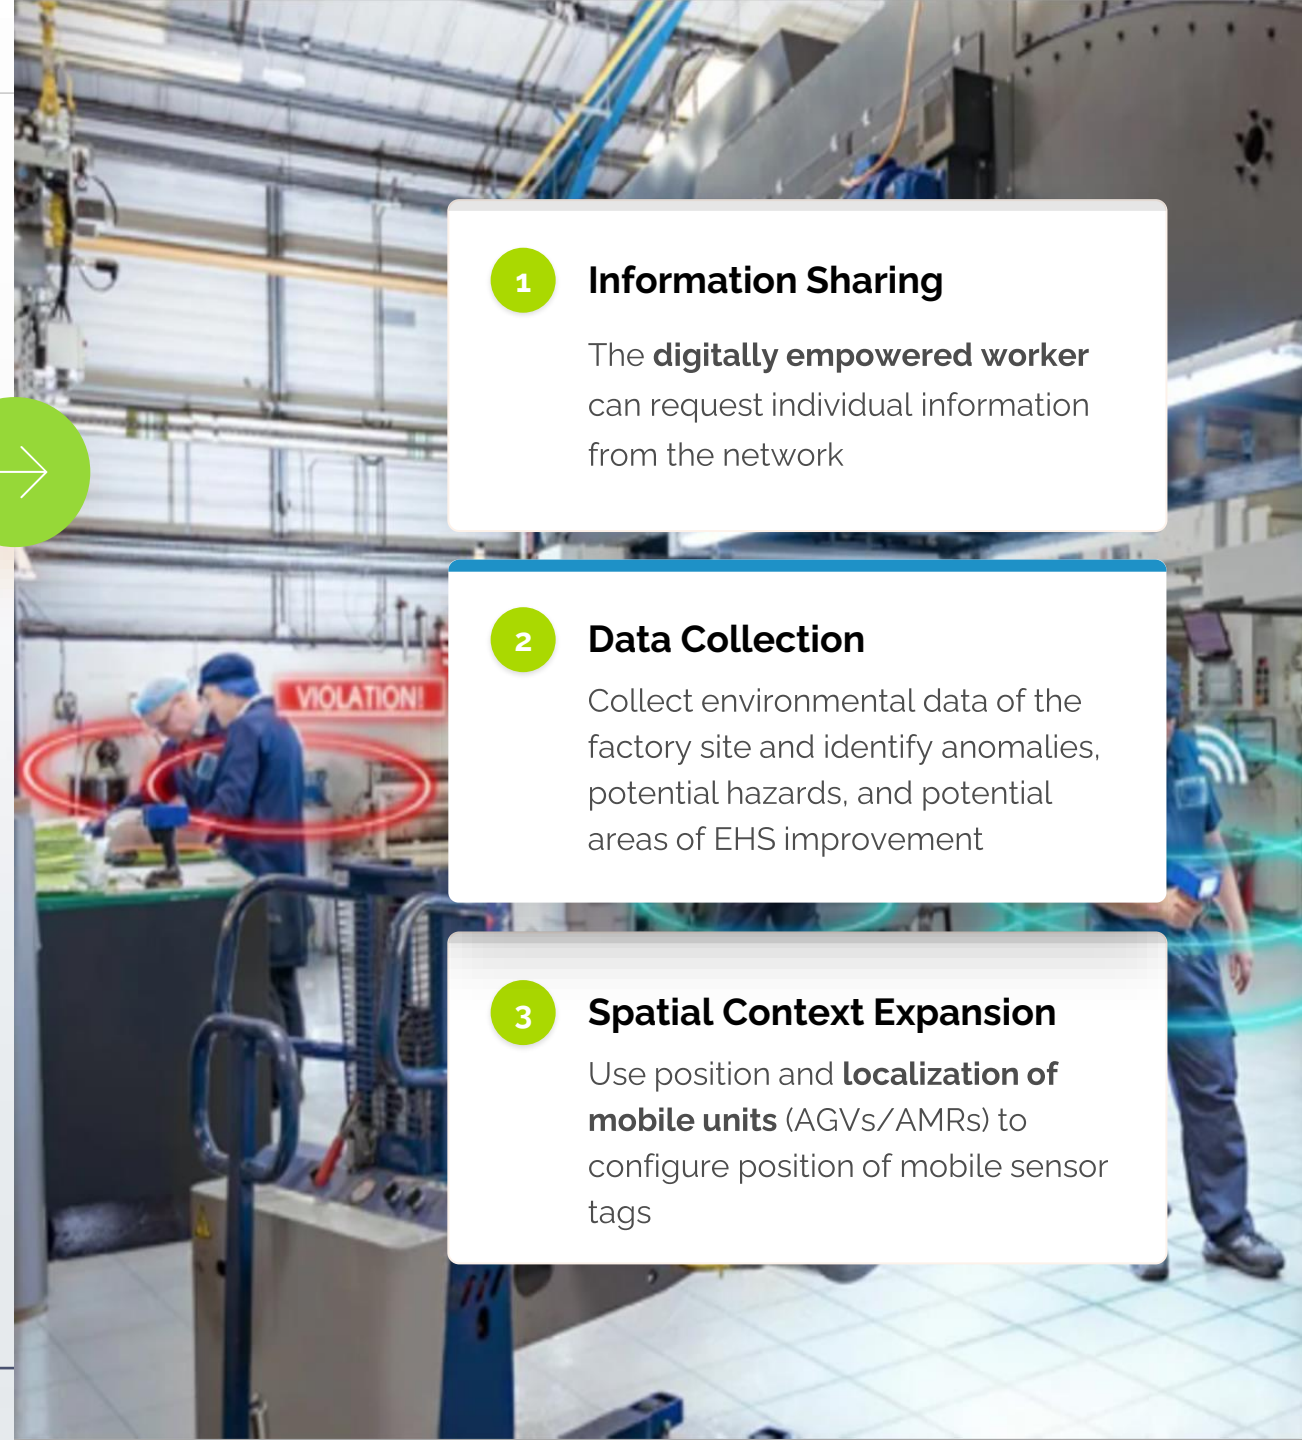 1 Information Sharing
The digitally empowered worker
can request individual information
from the network
VIOLATION!
2 Data Collection
Collect environmental data of the
factory site and identify anomalies,
potential hazards, and potential
areas of EHS improvement
3 Spatial Context Expansion
Use position and localization of
mobile units (AGVs/AMRs) to
configure position of mobile sensor
tags